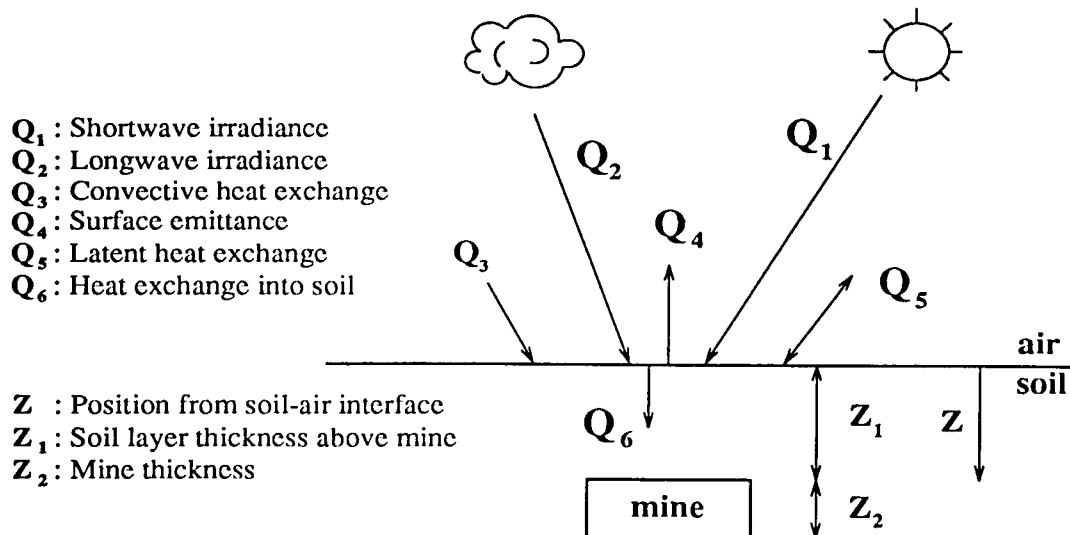 Q₁ : Shortwave irradiance
Q₂ : Longwave irradiance
Q₃ : Convective heat exchange
Q₄ : Surface emittance
Q₅ : Latent heat exchange
Q₆ : Heat exchange into soil
Q₂
Q₁
Q₄
Q₃
Q₅
air
soil
Z : Position from soil-air interface
Z₁ : Soil layer thickness above mine
Z₂ : Mine thickness
Q₆
Z₁
Z
mine
Z₂